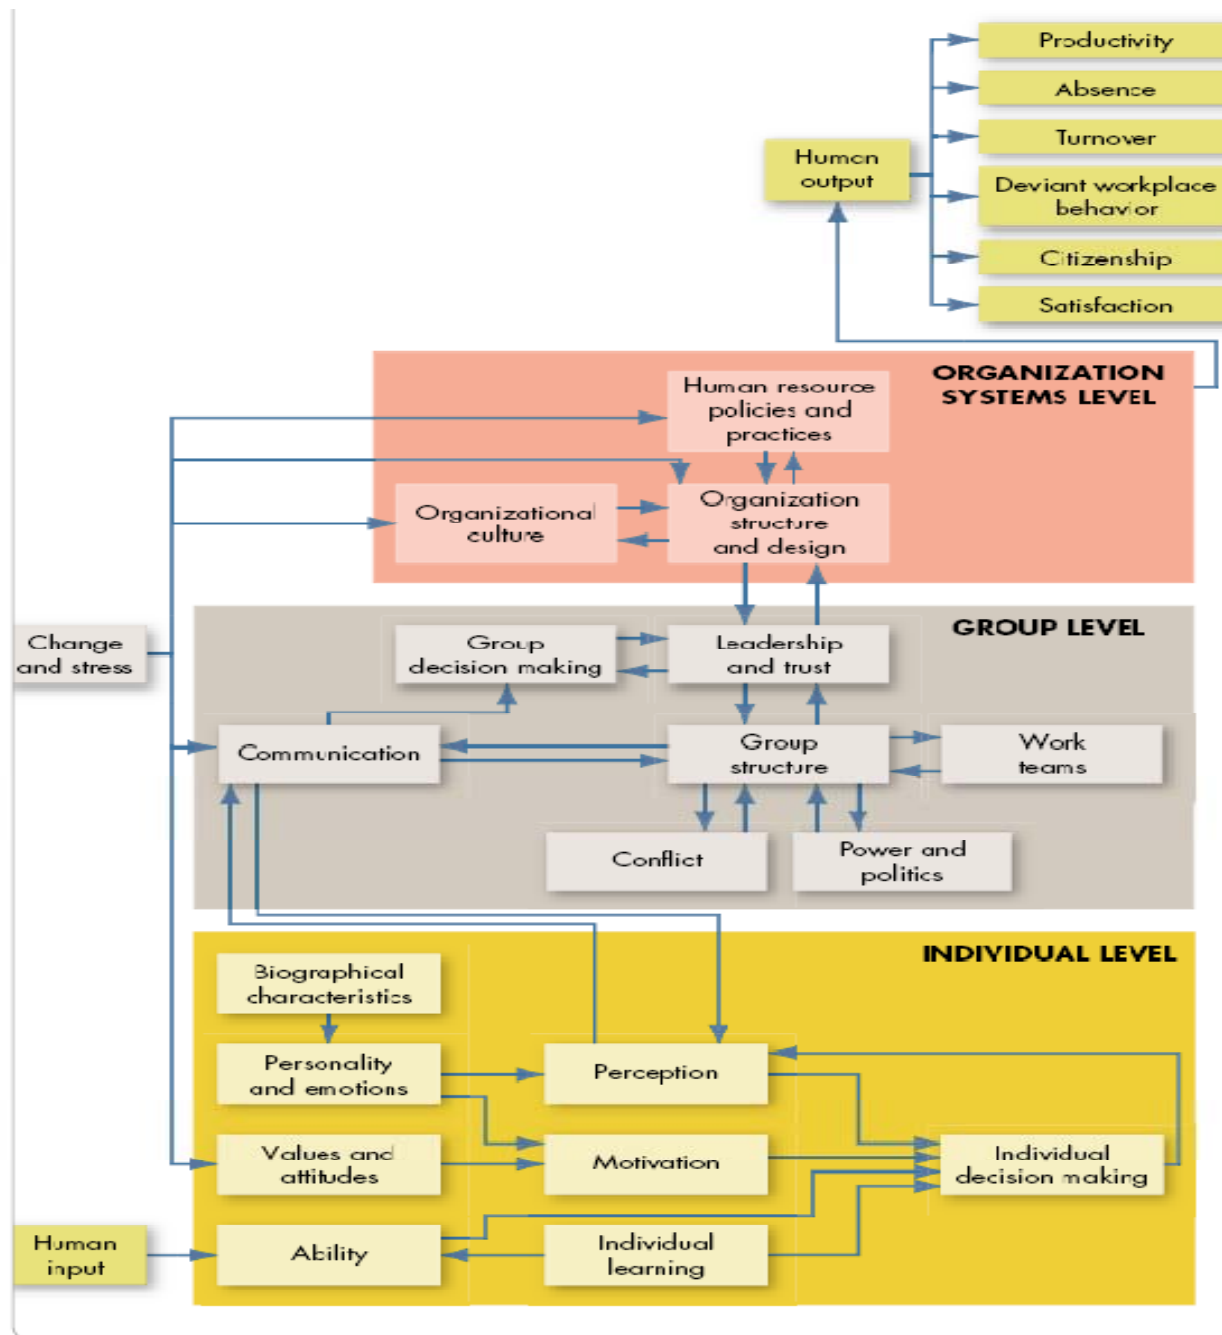 Productivity
Absence
Turnover
Human
output
Deviant workplace
behavior
Citizenship
Satisfaction
ORGANIZATION
SYSTEMS LEVEL
Human resource
policies and
practices
Organizational
culture
Organization
structure
and design
Change
and stress
GROUP LEVEL
Group
decision making
Leadership
and trust
Communication
Group
structure
Work
teams
Conflict
Power and
politics
INDIVIDUAL LEVEL
Biographical
characteristics
Personality
and emotions
Perception
Values and
attitudes
Motivation
Individual
decision making
Human
input
Ability
Individual
learning